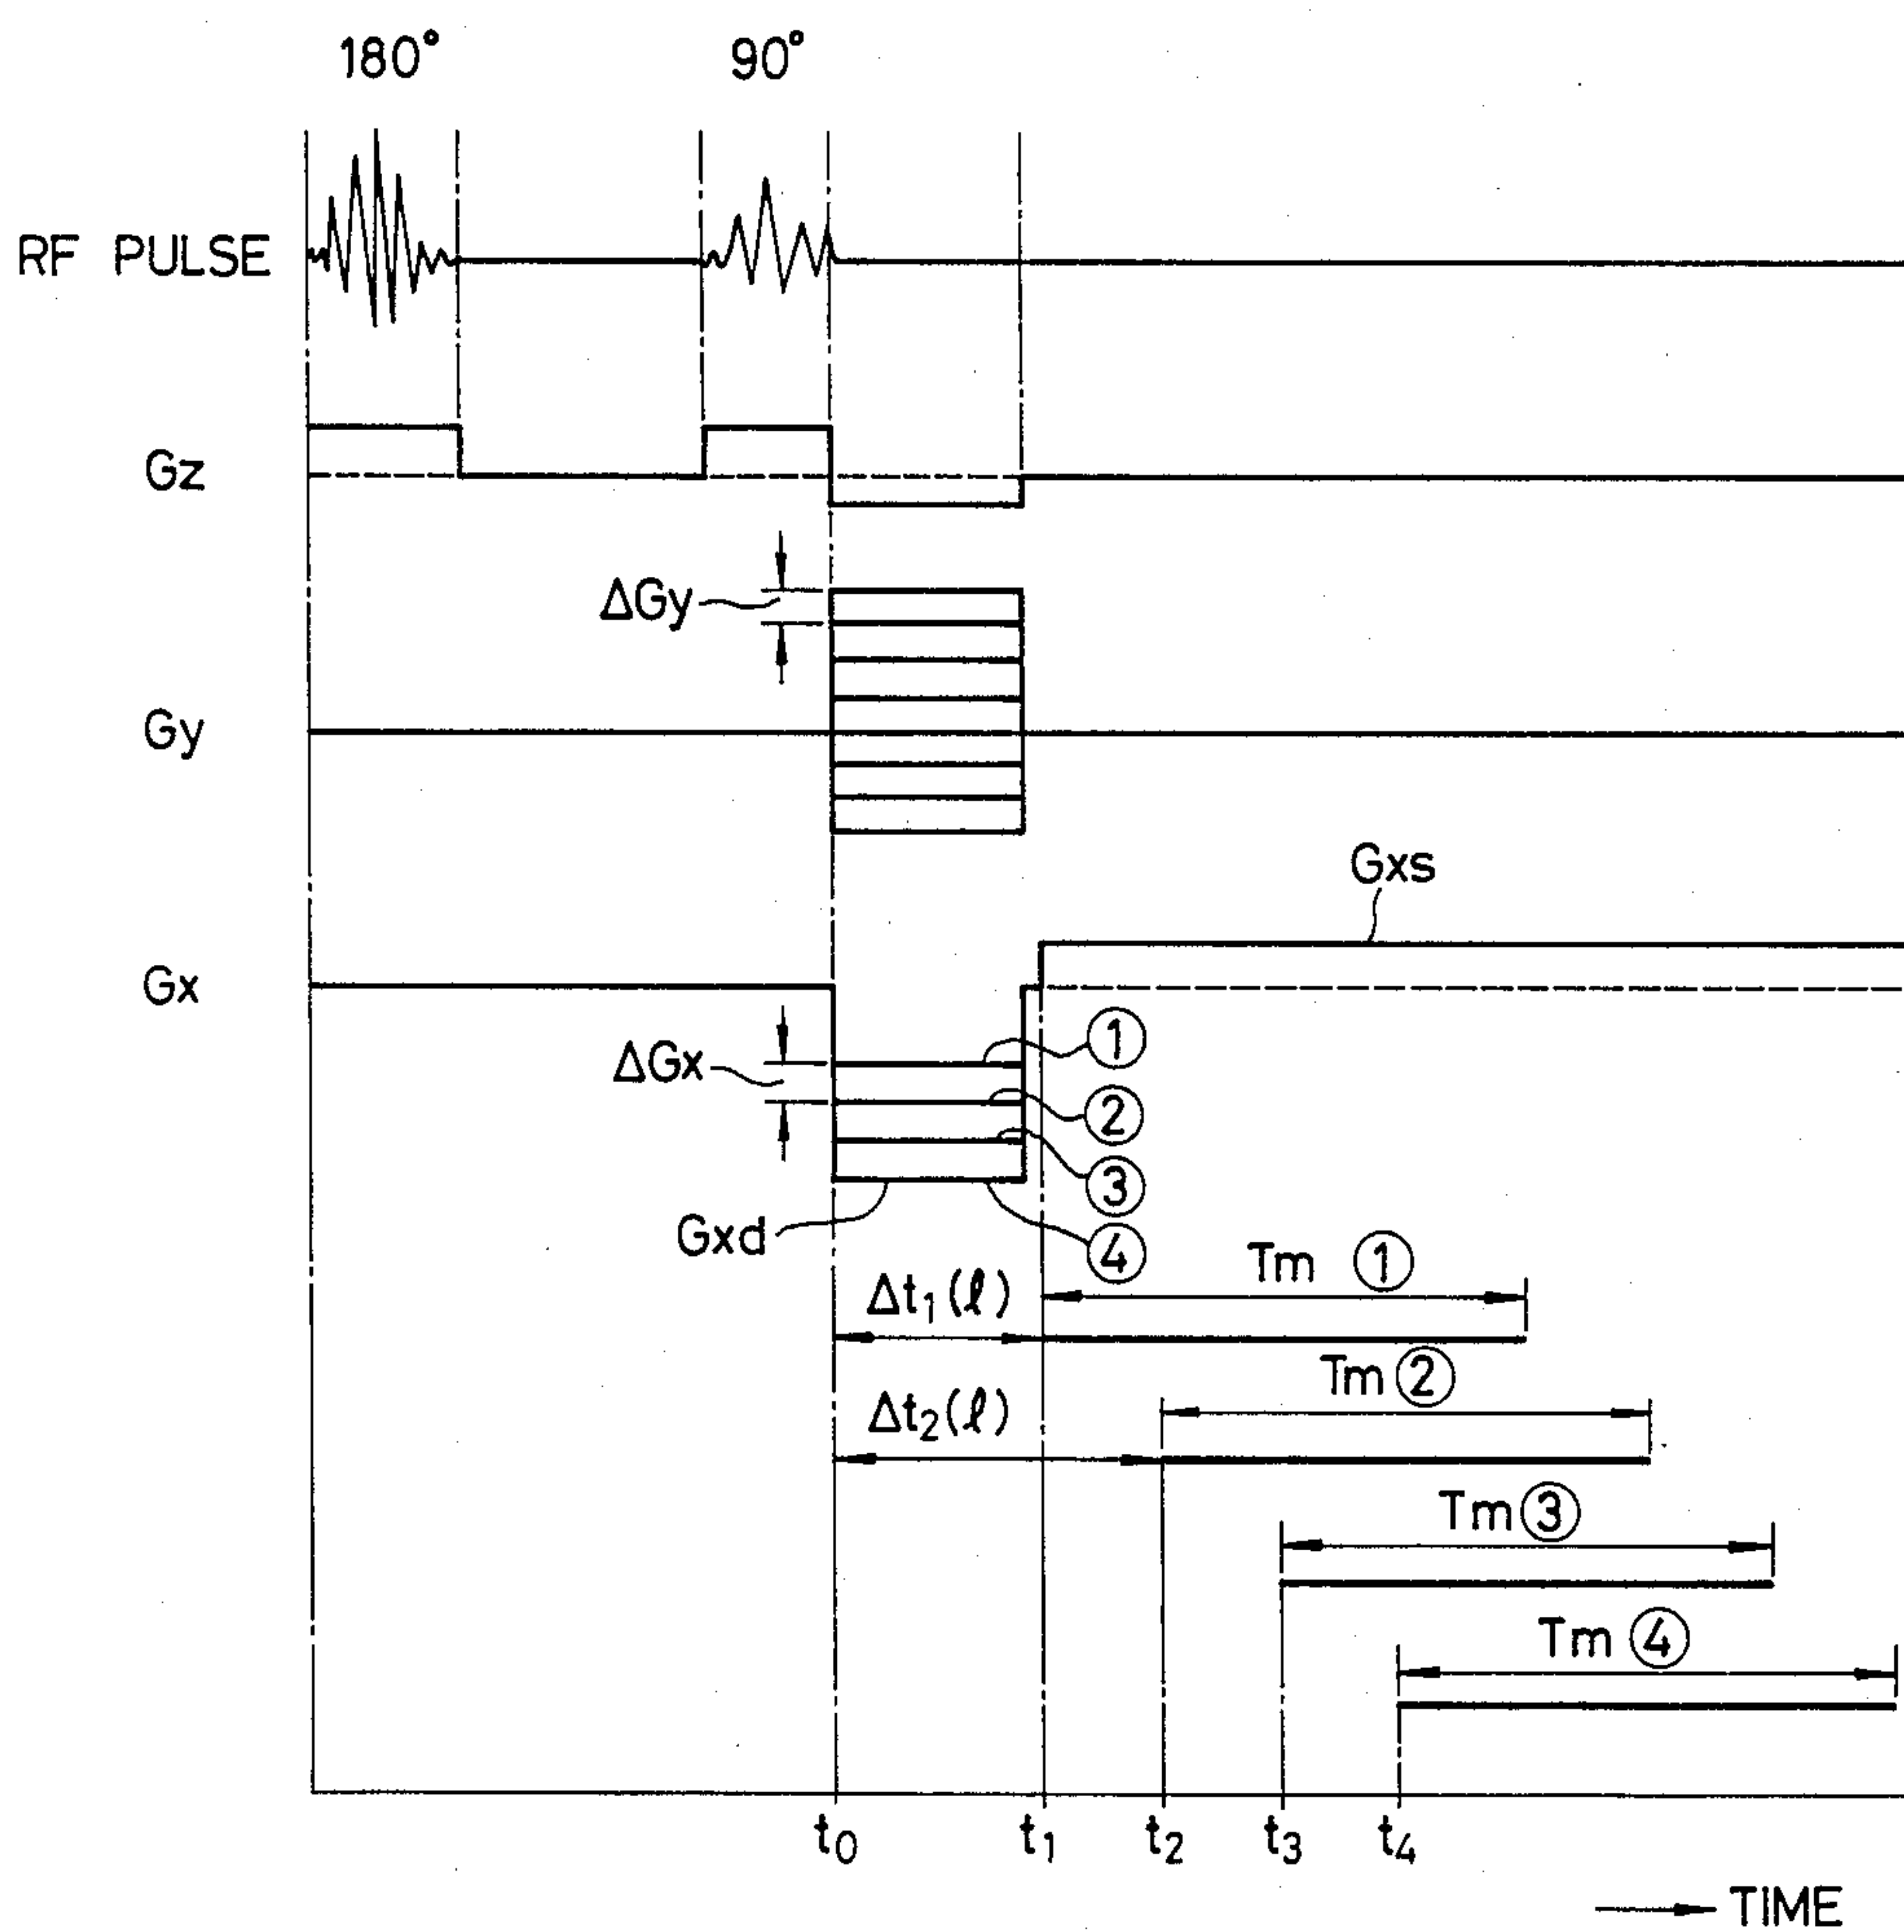 180° 90°
RF PULSE
Gz
ΔGy
Gy
Gxs
Gx
①
ΔGx
②
③
Gxd
④
Tm ①
Δt₁(ℓ)
Tm ②
Δt₂(ℓ)
Tm ③
Tm ④
t₀ t₁ t₂ t₃ t₄
TIME